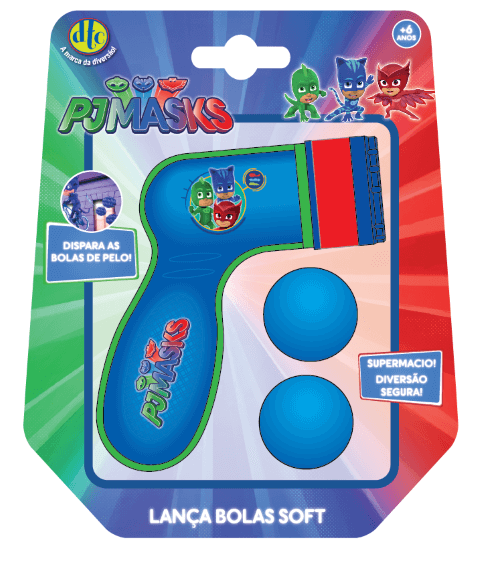 dtc
A marca da diversão!
+6
ANOS
PJMASKS
DISPARA AS
BOLAS DE PELO!
PJMASKS
SUPERMACIO!
DIVERSÃO
SEGURA!
LANÇA BOLAS SOFT